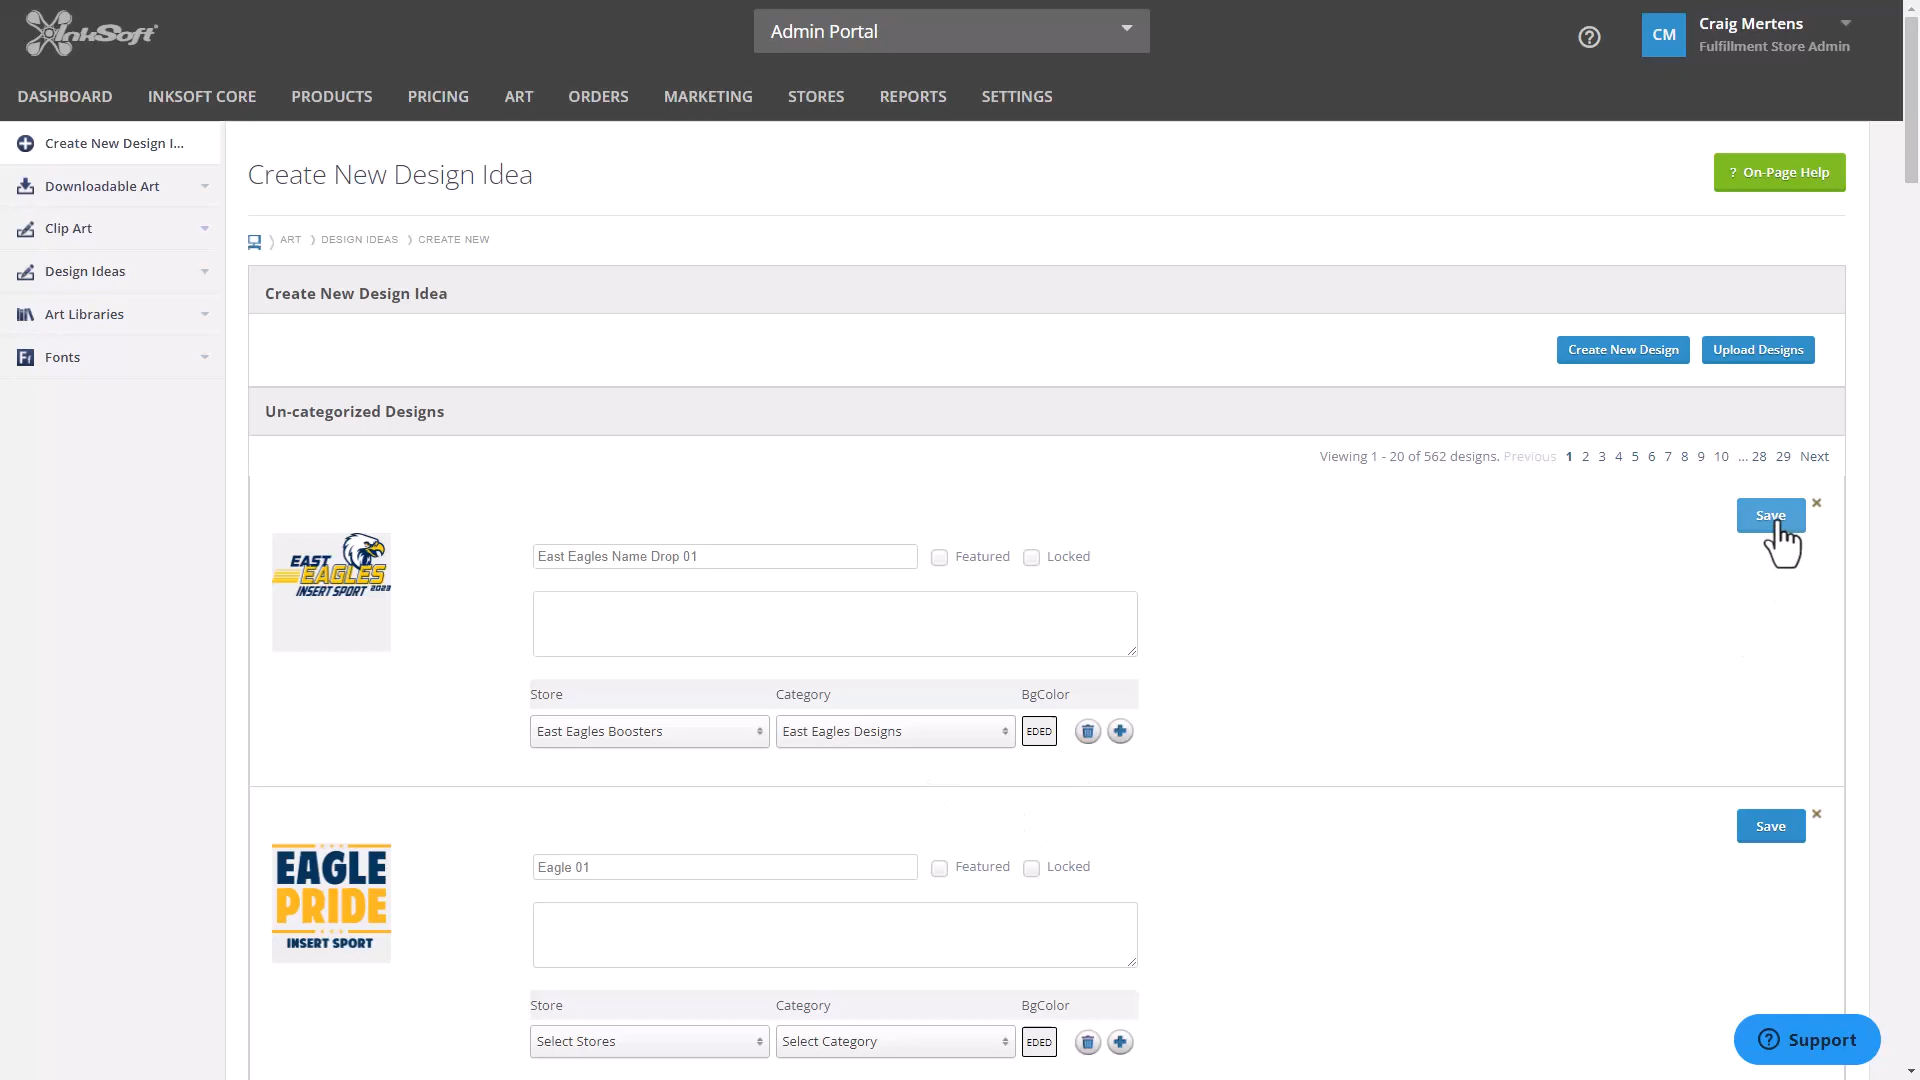 InkSoft
Admin Portal
CM
Craig Mertens
Fulfillment Store Admin
DASHBOARD INKSOFT CORE PRODUCTS PRICING ART ORDERS MARKETING STORES REPORTS SETTINGS
Create New Design I...
Downloadable Art
Clip Art
Design Ideas
Art Libraries
Fonts
Create New Design Idea
? On-Page Help
ART DESIGN IDEAS CREATE NEW
Create New Design Idea
Create New Design Upload Designs
Un-categorized Designs
Viewing 1 - 20 of 562 designs. Previous 1 2 3 4 5 6 7 8 9 10 ... 28 29 Next
Save
EAST
EAGLES
INSERT SPORT 2023
East Eagles Name Drop 01
Featured Locked
Store Category BgColor
East Eagles Boosters East Eagles Designs EDED
Save
EAGLE
PRIDE
INSERT SPORT
Eagle 01
Featured Locked
Store Category BgColor
Select Stores Select Category EDED
Support